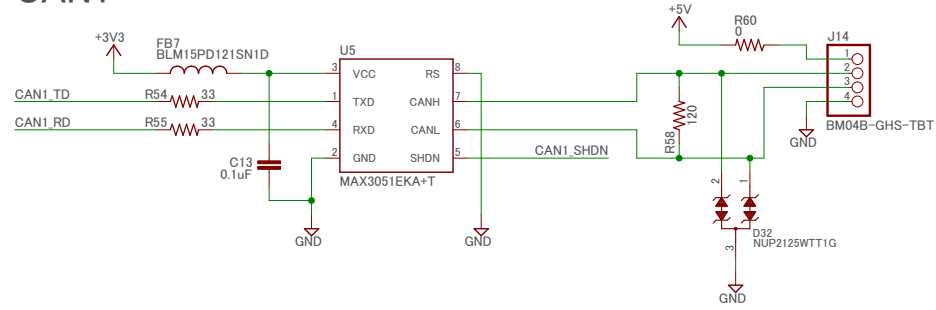 CAN1
+3V3
FB7
BLM15PD121SN1D
U5
+5V
R60
0
J14
3 VCC RS 8
1 TXD CANH 7
4 RXD CANL 6
2 GND SHDN 5
MAX3051EKA+T
CAN1_TD
R54 33
CAN1_RD
R55 33
C13
0.1uF
GND
GND
CAN1_SHDN
R58
120
1
2
3
4
BM04B-GHS-TBT
GND
2
1
D32
NUP2125WTT1G
3
GND